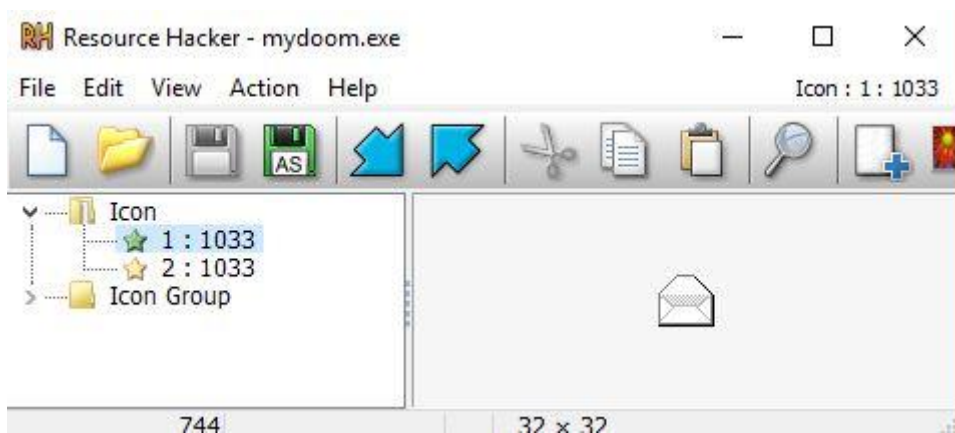 RH Resource Hacker - mydoom.exe
File Edit View Action Help Icon : 1 : 1033
AS
Icon
1 : 1033
2 : 1033
Icon Group
744 32 x 32